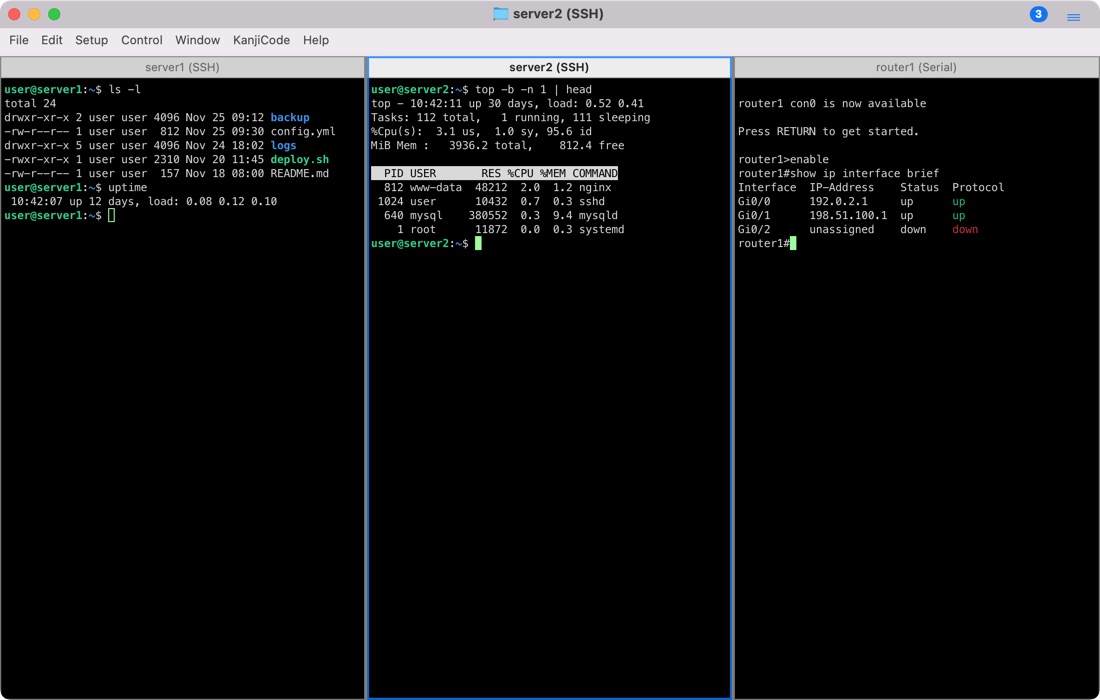 server2 (SSH)
3
File Edit Setup Control Window KanjiCode Help
server1 (SSH)
user@server1:~$ ls -l
total 24
drwxr-xr-x 2 user user 4096 Nov 25 09:12 backup
-rw-r--r-- 1 user user  812 Nov 25 09:30 config.yml
drwxr-xr-x 5 user user 4096 Nov 24 18:02 logs
-rwxr-xr-x 1 user user 2310 Nov 20 11:45 deploy.sh
-rw-r--r-- 1 user user  157 Nov 18 08:00 README.md
user@server1:~$ uptime
 10:42:07 up 12 days, load: 0.08 0.12 0.10
user@server1:~$
server2 (SSH)
user@server2:~$ top -b -n 1 | head
top - 10:42:11 up 30 days, load: 0.52 0.41
Tasks: 112 total,   1 running, 111 sleeping
%Cpu(s):  3.1 us,  1.0 sy, 95.6 id
MiB Mem :   3936.2 total,    812.4 free
  PID USER       RES %CPU %MEM COMMAND
  812 www-data  48212  2.0  1.2 nginx
 1024 user      10432  0.7  0.3 sshd
  640 mysql    380552  0.3  9.4 mysqld
    1 root      11872  0.0  0.3 systemd
user@server2:~$
router1 (Serial)
router1 con0 is now available
Press RETURN to get started.
router1>enable
router1#show ip interface brief
Interface  IP-Address    Status  Protocol
Gi0/0      192.0.2.1     up      up
Gi0/1      198.51.100.1  up      up
Gi0/2      unassigned    down    down
router1#